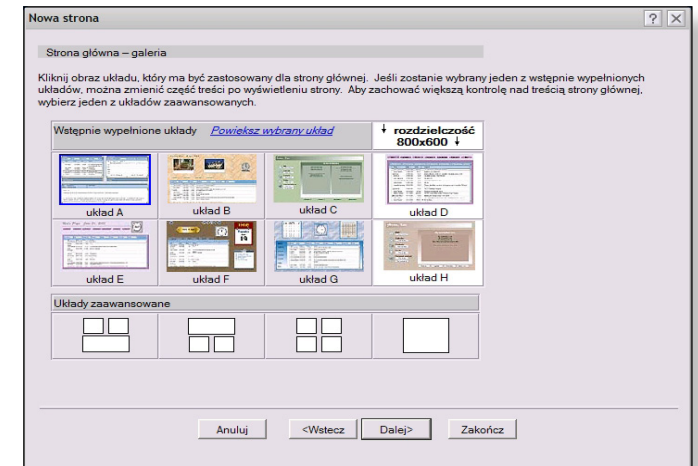 Nowa strona
Strona główna – galeria
Kliknij obraz układu, który ma być zastosowany dla strony głównej. Jeśli zostanie wybrany jeden z wstępnie wypełnionych
układów, można zmienić część treści po wyświetleniu strony. Aby zachować większą kontrolę nad treścią strony głównej,
wybierz jeden z układów zaawansowanych.
Wstępnie wypełnione układy Powiększ wybrany układ ↓ rozdzielczość
800x600 ↓
układ A układ B układ C układ D
układ E układ F układ G układ H
Układy zaawansowane
Anuluj <Wstecz Dalej> Zakończ